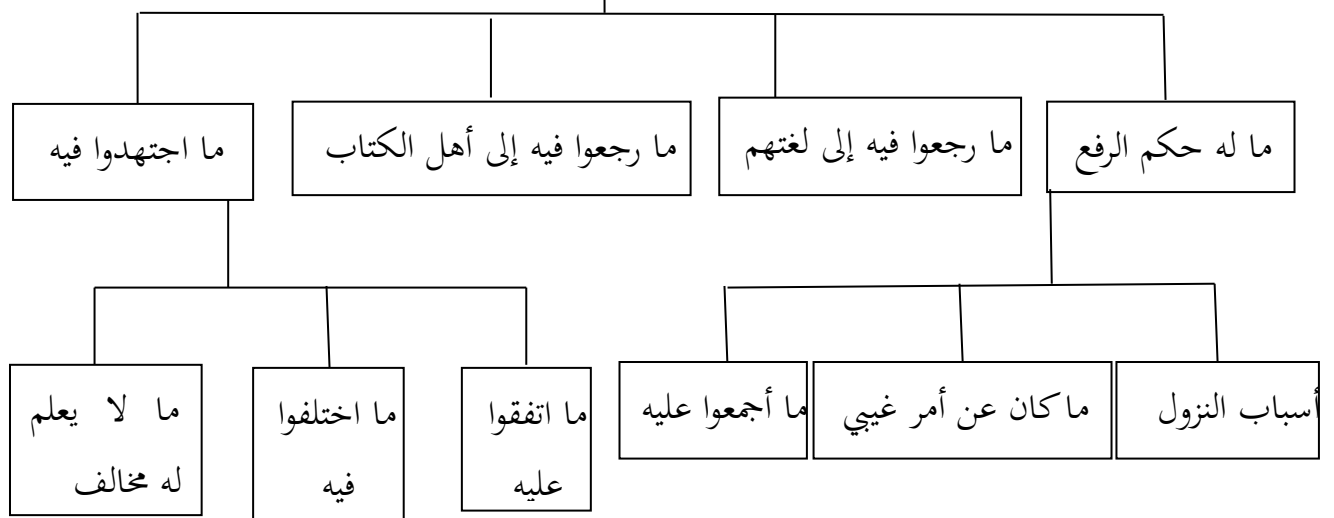 ما له حكم الرفع
ما رجعوا فيه إلى لغتهم
ما رجعوا فيه إلى أهل الكتاب
ما اجتهدوا فيه
أسباب النزول
ما كان عن أمر غيبي
ما أجمعوا عليه
ما اتفقوا
عليه
ما اختلفوا
فيه
ما لا يعلم
له مخالف